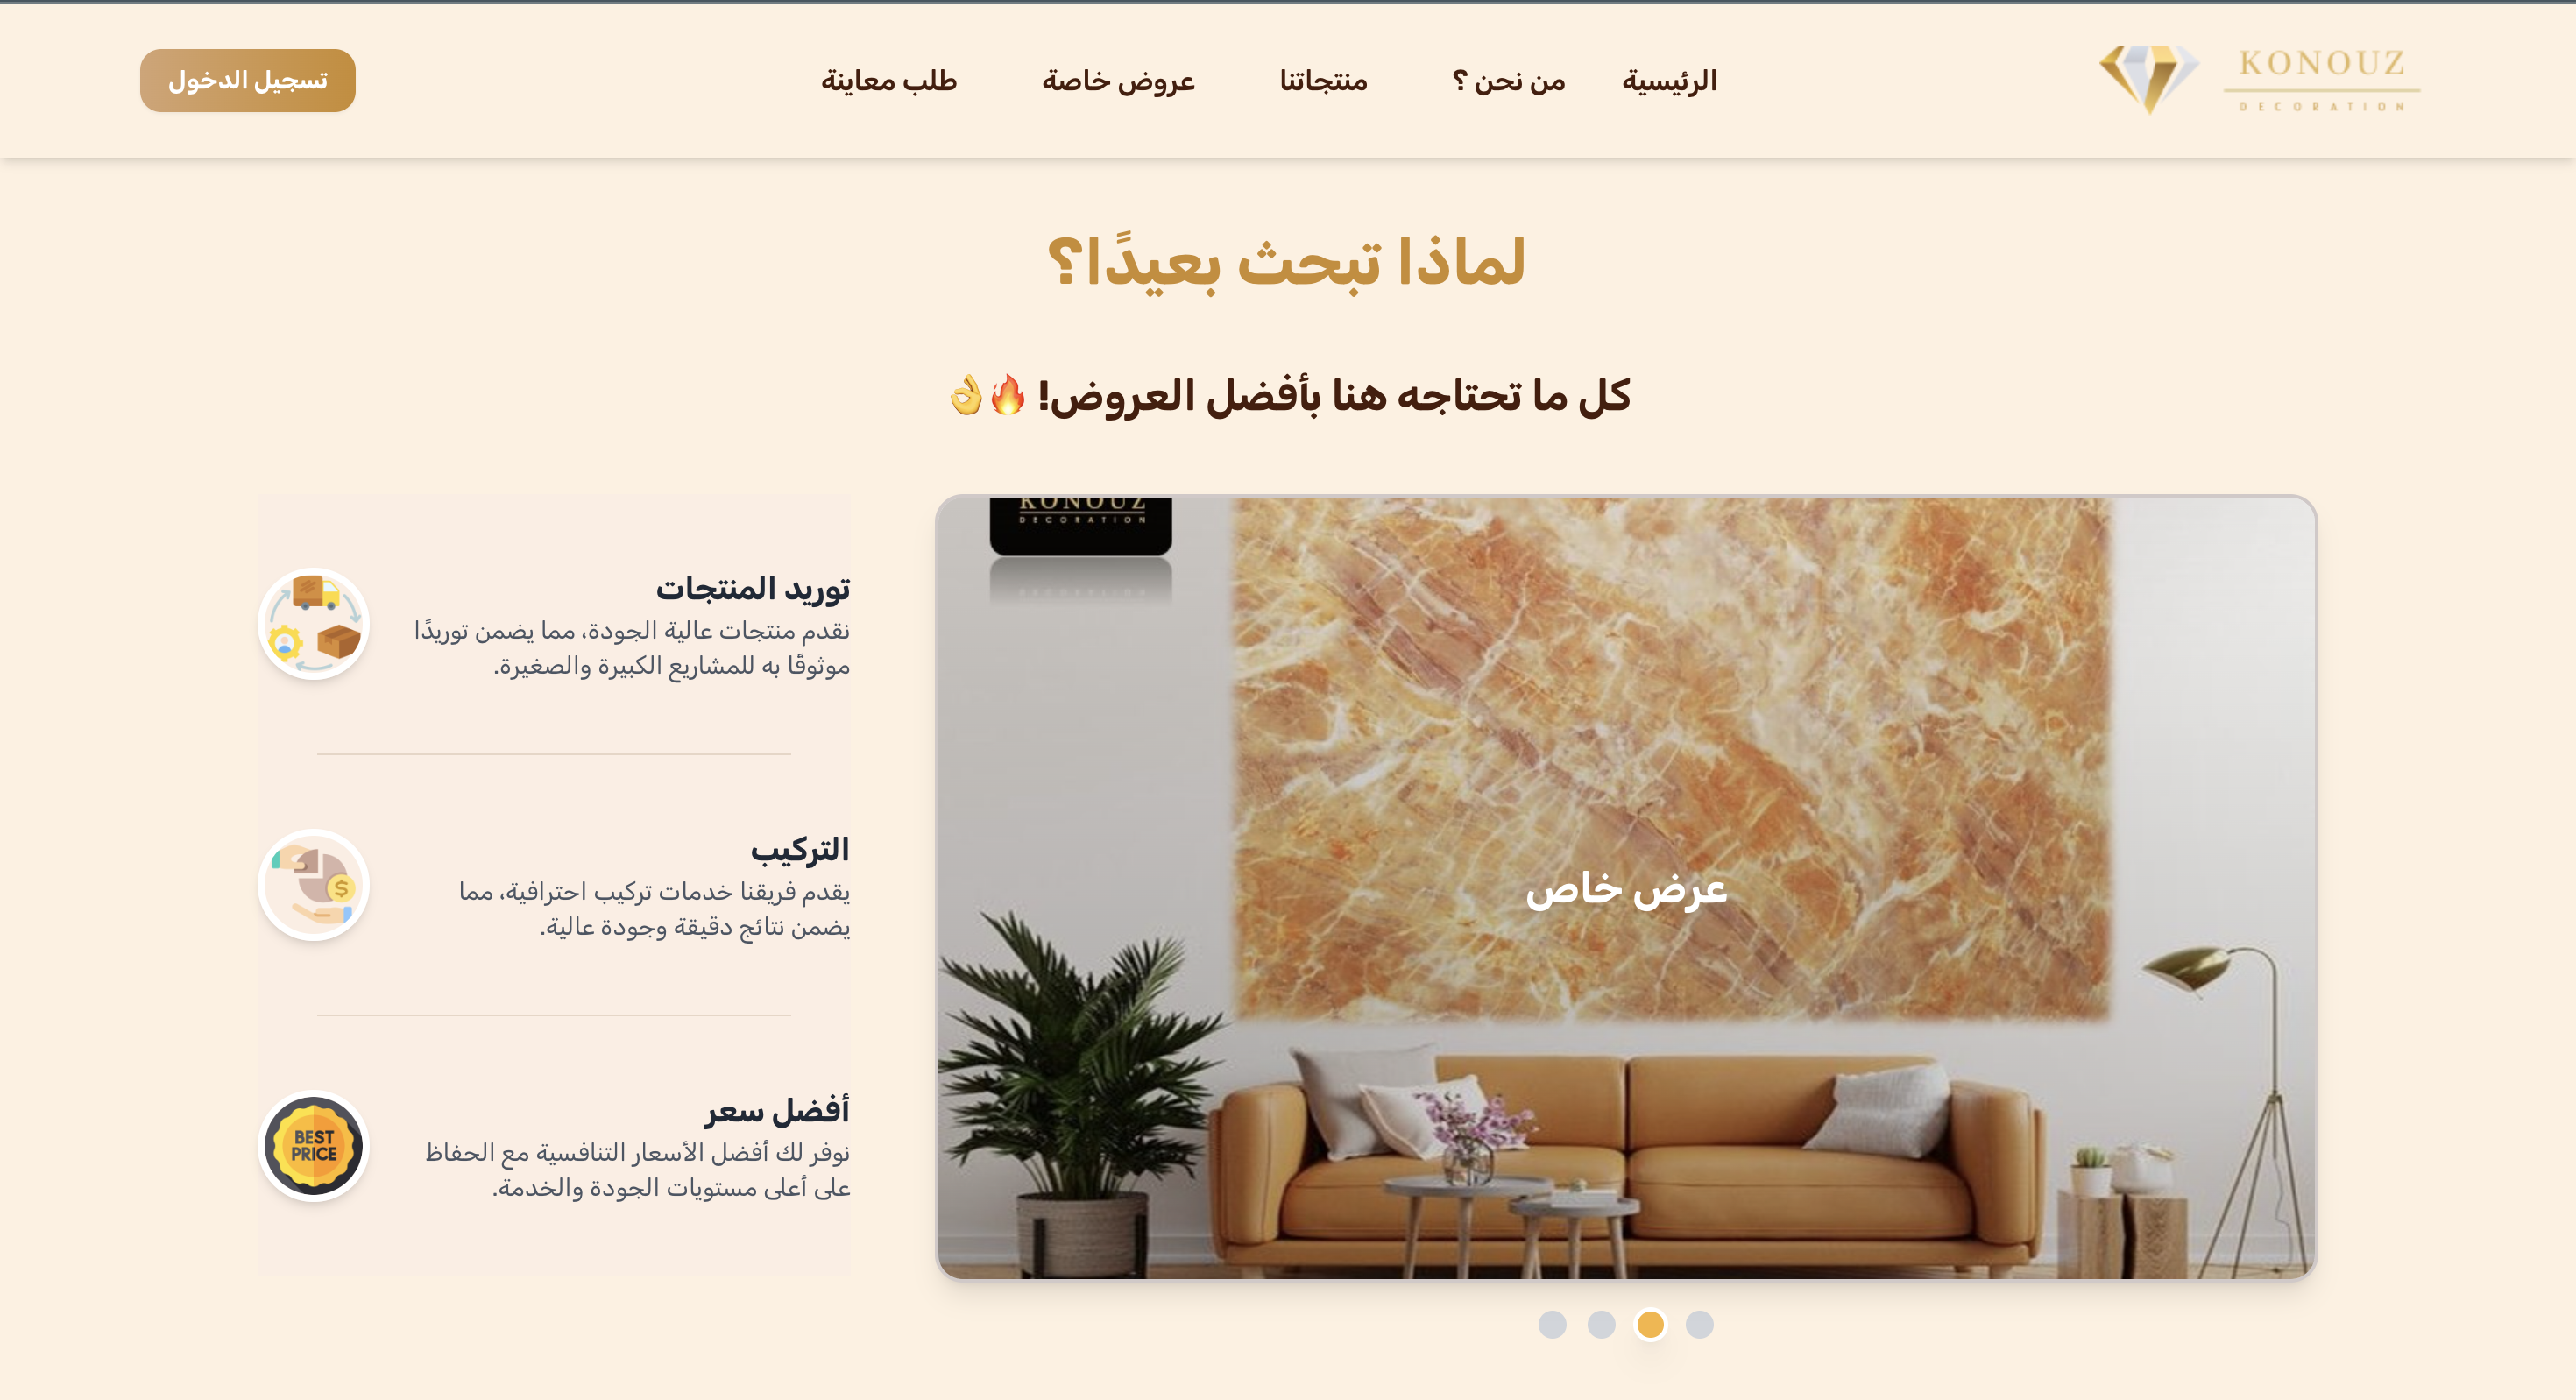 KONOUZ
DECORATION
الرئيسية
من نحن ؟
منتجاتنا
عروض خاصة
طلب معاينة
تسجيل الدخول
لماذا تبحث بعيدًا؟
كل ما تحتاجه هنا بأفضل العروض! 🔥👌
KONOUZ
DECORATION
عرض خاص
توريد المنتجات
نقدم منتجات عالية الجودة، مما يضمن توريدًا
موثوقًا به للمشاريع الكبيرة والصغيرة.
التركيب
يقدم فريقنا خدمات تركيب احترافية، مما
يضمن نتائج دقيقة وجودة عالية.
أفضل سعر
نوفر لك أفضل الأسعار التنافسية مع الحفاظ
على أعلى مستويات الجودة والخدمة.
BEST
PRICE